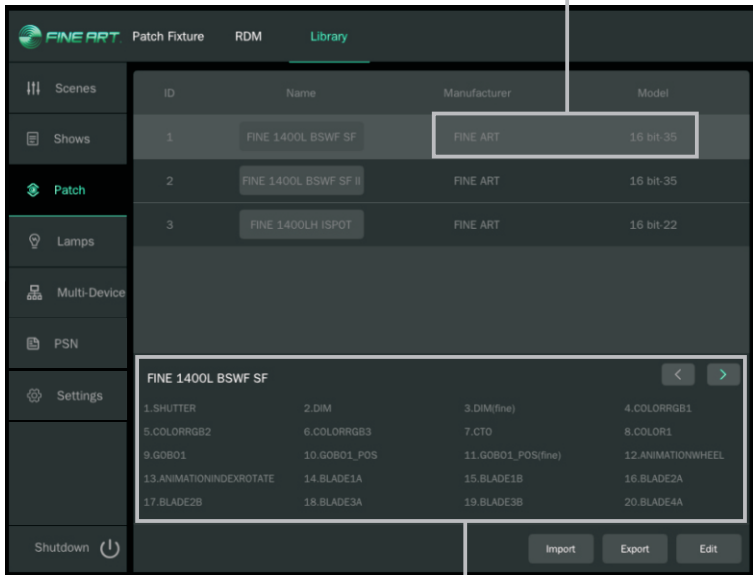 FINE ART. Patch Fixture RDM Library
Scenes
Shows
Patch
Lamps
Multi-Device
PSN
Settings
Shutdown
ID Name Manufacturer Model
1 FINE 1400L BSWF SF FINE ART 16 bit-35
2 FINE 1400L BSWF SF II FINE ART 16 bit-35
3 FINE 1400LH ISPOT FINE ART 16 bit-22
FINE 1400L BSWF SF < >
1.SHUTTER 2.DIM 3.DIM(fine) 4.COLORRGB1
5.COLORRGB2 6.COLORRGB3 7.CTO 8.COLOR1
9.GOBO1 10.GOBO1_POS 11.GOBO1_POS(fine) 12.ANIMATIONWHEEL
13.ANIMATIONINDEXROTATE 14.BLADE1A 15.BLADE1B 16.BLADE2A
17.BLADE2B 18.BLADE3A 19.BLADE3B 20.BLADE4A
Import Export Edit